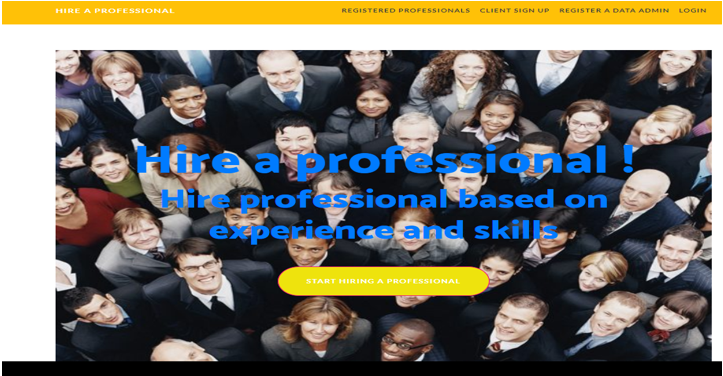 HIRE A PROFESSIONAL
REGISTERED PROFESSIONALS CLIENT SIGN UP REGISTER A DATA ADMIN LOGIN
Hire a professional !
Hire professional based on
experience and skills
START HIRING A PROFESSIONAL